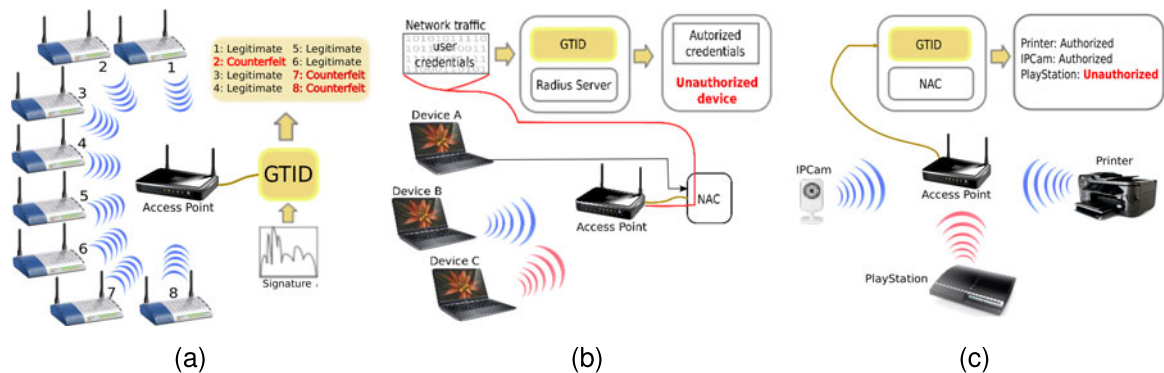 1: Legitimate 5: Legitimate
2: Counterfeit 6: Legitimate
3: Legitimate 7: Counterfeit
4: Legitimate 8: Counterfeit
2
1
3
4
5
6
7
8
GTID
Access Point
Signature
(a)
Network traffic
user
credentials
GTID
Radius Server
Autorized
credentials
Unauthorized
device
Device A
Device B
Device C
Access Point
NAC
(b)
GTID
NAC
Printer: Authorized
IPCam: Authorized
PlayStation: Unauthorized
IPCam
Access Point
Printer
PlayStation
(c)